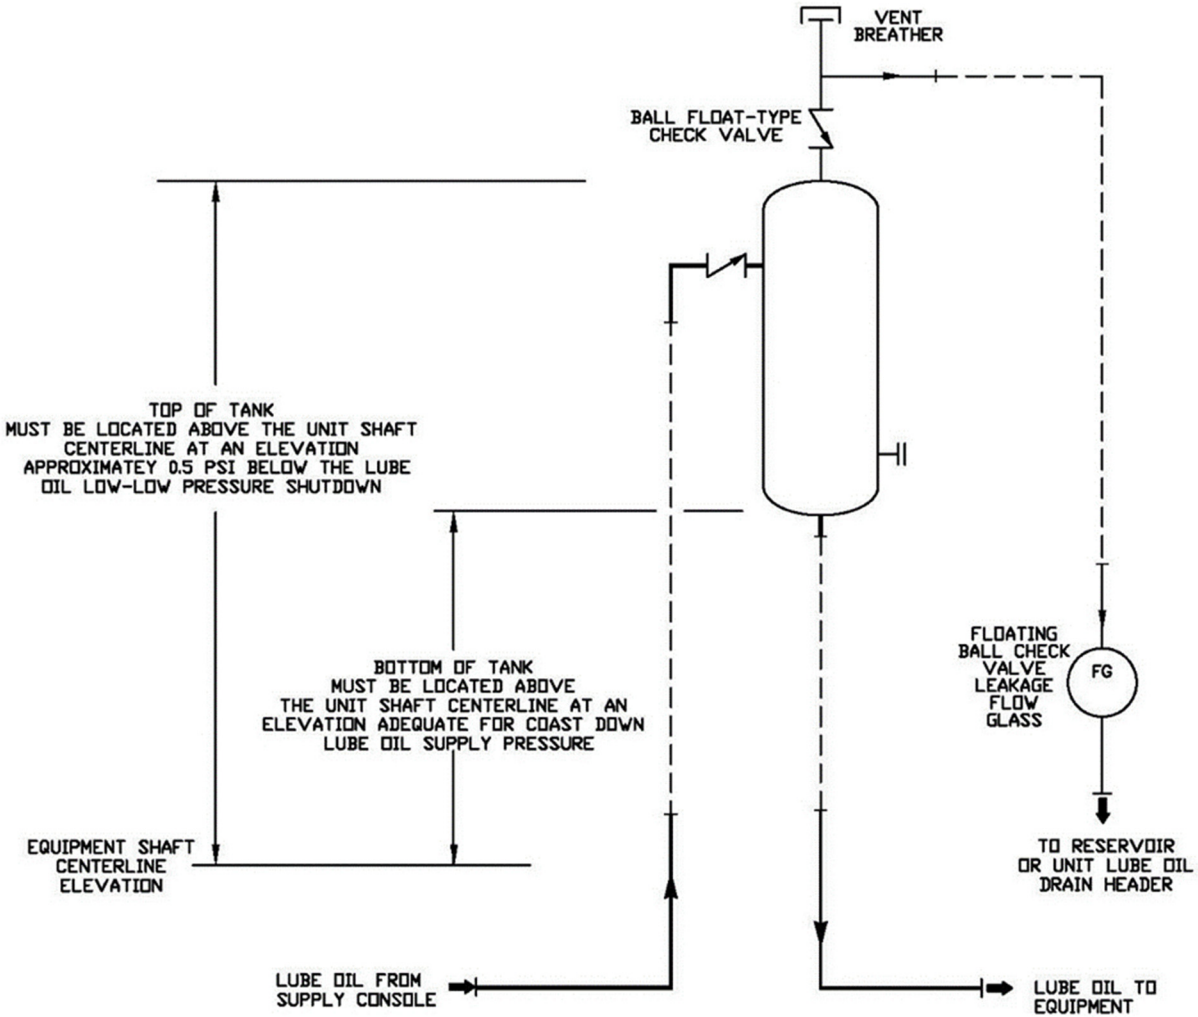 VENT
BREATHER
BALL FLOAT-TYPE
CHECK VALVE
TOP OF TANK
MUST BE LOCATED ABOVE THE UNIT SHAFT
CENTERLINE AT AN ELEVATION
APPROXIMATEY 0.5 PSI BELOW THE LUBE
OIL LOW-LOW PRESSURE SHUTDOWN
BOTTOM OF TANK
MUST BE LOCATED ABOVE
THE UNIT SHAFT CENTERLINE AT AN
ELEVATION ADEQUATE FOR COAST DOWN
LUBE OIL SUPPLY PRESSURE
FLOATING
BALL CHECK
VALVE
LEAKAGE
FLOW
GLASS
FG
EQUIPMENT SHAFT
CENTERLINE
ELEVATION
TO RESERVOIR
OR UNIT LUBE OIL
DRAIN HEADER
LUBE OIL FROM
SUPPLY CONSOLE
LUBE OIL TO
EQUIPMENT